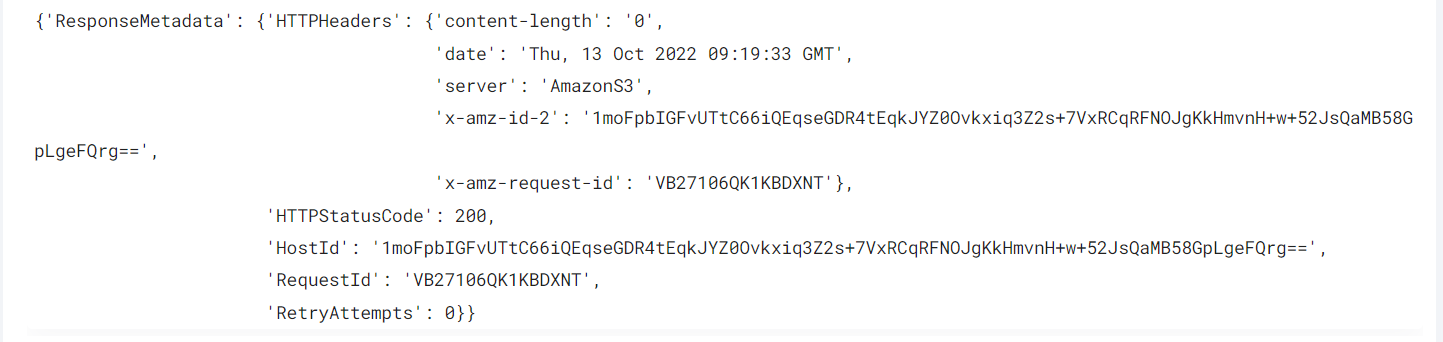 {'ResponseMetadata': {'HTTPHeaders': {'content-length': '0',
'date': 'Thu, 13 Oct 2022 09:19:33 GMT',
'server': 'AmazonS3',
'x-amz-id-2': '1moFpbIGFvUTtC66iQEqseGDR4tEqkJYZ0Ovkxiq3Z2s+7VxRCqRFNOJgKkHmvnH+w+52JsQaMB58G
pLgeFQrg==',
'x-amz-request-id': 'VB27106QK1KBDXNT'},
'HTTPStatusCode': 200,
'HostId': '1moFpbIGFvUTtC66iQEqseGDR4tEqkJYZ0Ovkxiq3Z2s+7VxRCqRFNOJgKkHmvnH+w+52JsQaMB58GpLgeFQrg==',
'RequestId': 'VB27106QK1KBDXNT',
'RetryAttempts': 0}}